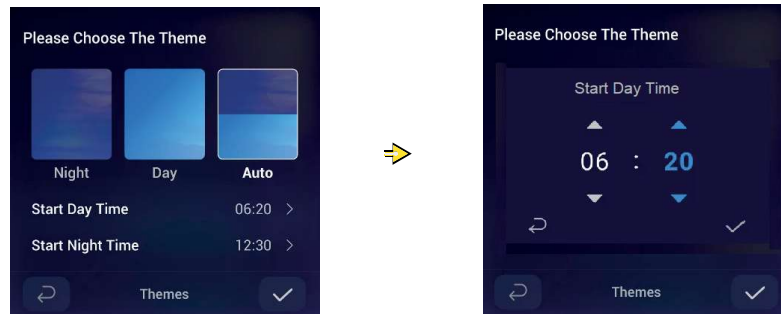 Please Choose The Theme
Night Day Auto
Start Day Time 06:20 >
Start Night Time 12:30 >
Themes
Please Choose The Theme
Start Day Time
06 : 20
Themes